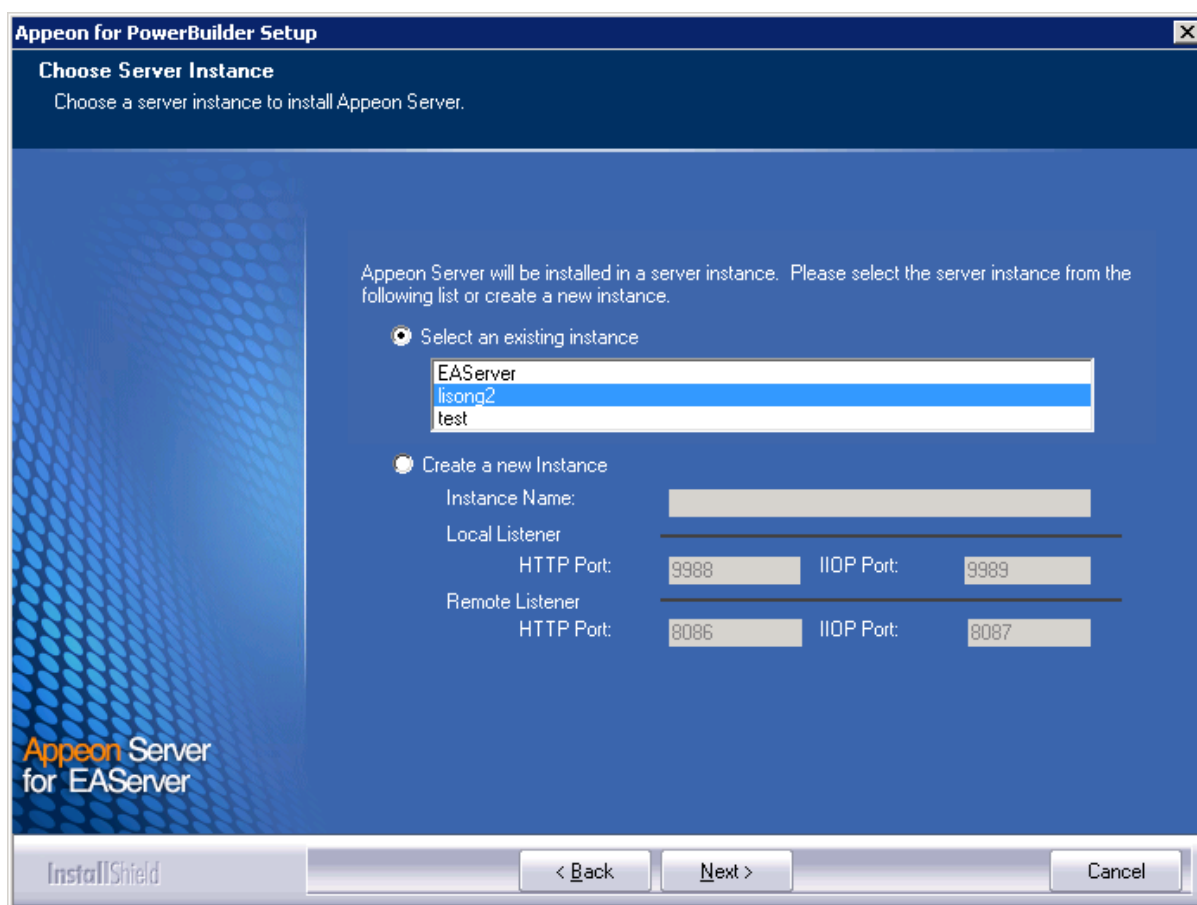 Appeon for PowerBuilder Setup
Choose Server Instance
Choose a server instance to install Appeon Server.
Appeon Server will be installed in a server instance. Please select the server instance from the
following list or create a new instance.
Select an existing instance
EAServer
lisong2
test
Create a new Instance
Instance Name:
Local Listener
HTTP Port: 9988 IIOP Port: 9989
Remote Listener
HTTP Port: 8086 IIOP Port: 8087
Appeon Server
for EAServer
InstallShield
< Back Next > Cancel